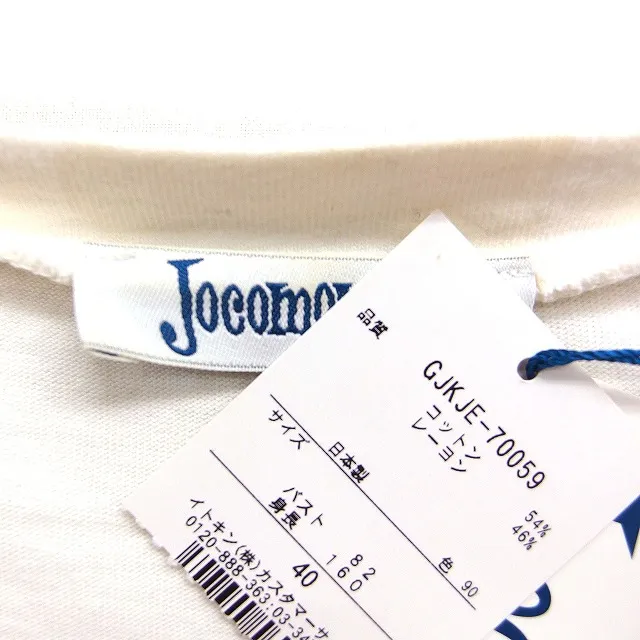 Jocomo
品質
GJKJE-70059
コットン 54%
レーヨン 46%
日本製
サイズ
色 90
バスト 82
身長 160
40
イトキン(株)カスタマーサ
0120-888-363:03-3